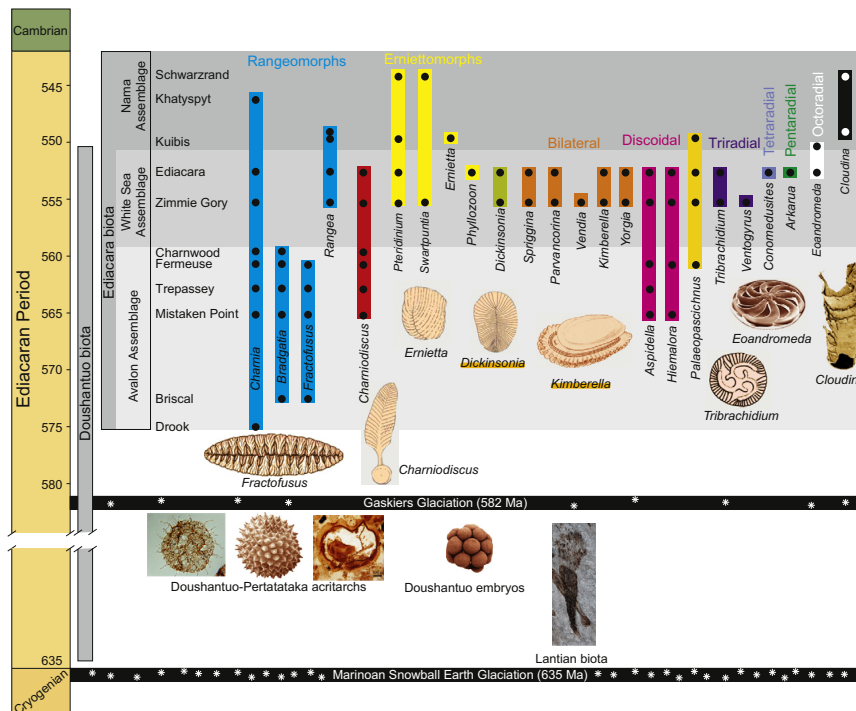 Cambrian
Ediacaran Period
Cryogenian
545
550
555
560
565
570
575
580
635
Doushantuo biota
Ediacara biota
Nama
Assemblage
White Sea
Assemblage
Avalon Assemblage
Schwarzrand
Khatyspyt
Kuibis
Ediacara
Zimmie Gory
Charnwood
Fermeuse
Trepassey
Mistaken Point
Briscal
Drook
Rangeomorphs
Erniettomorphs
Bilateral
Discoidal
Triradial
Tetraradial
Pentaradial
Octoradial
Charnia
Bradgatia
Fractofusus
Rangea
Charniodiscus
Pteridinium
Swartpuntia
Ernietta
Phyllozoon
Dickinsonia
Spriggina
Parvancorina
Vendia
Kimberella
Yorgia
Aspidella
Hiemalora
Palaeopascichnus
Tribrachidium
Ventogyrus
Conomedusites
Arkarua
Eoandromeda
Cloudina
Ernietta
Dickinsonia
Kimberella
Eoandromeda
Tribrachidium
Cloudin
Fractofusus
Charniodiscus
Gaskiers Glaciation (582 Ma)
Doushantuo-Pertatataka acritarchs
Doushantuo embryos
Lantian biota
Marinoan Snowball Earth Glaciation (635 Ma)